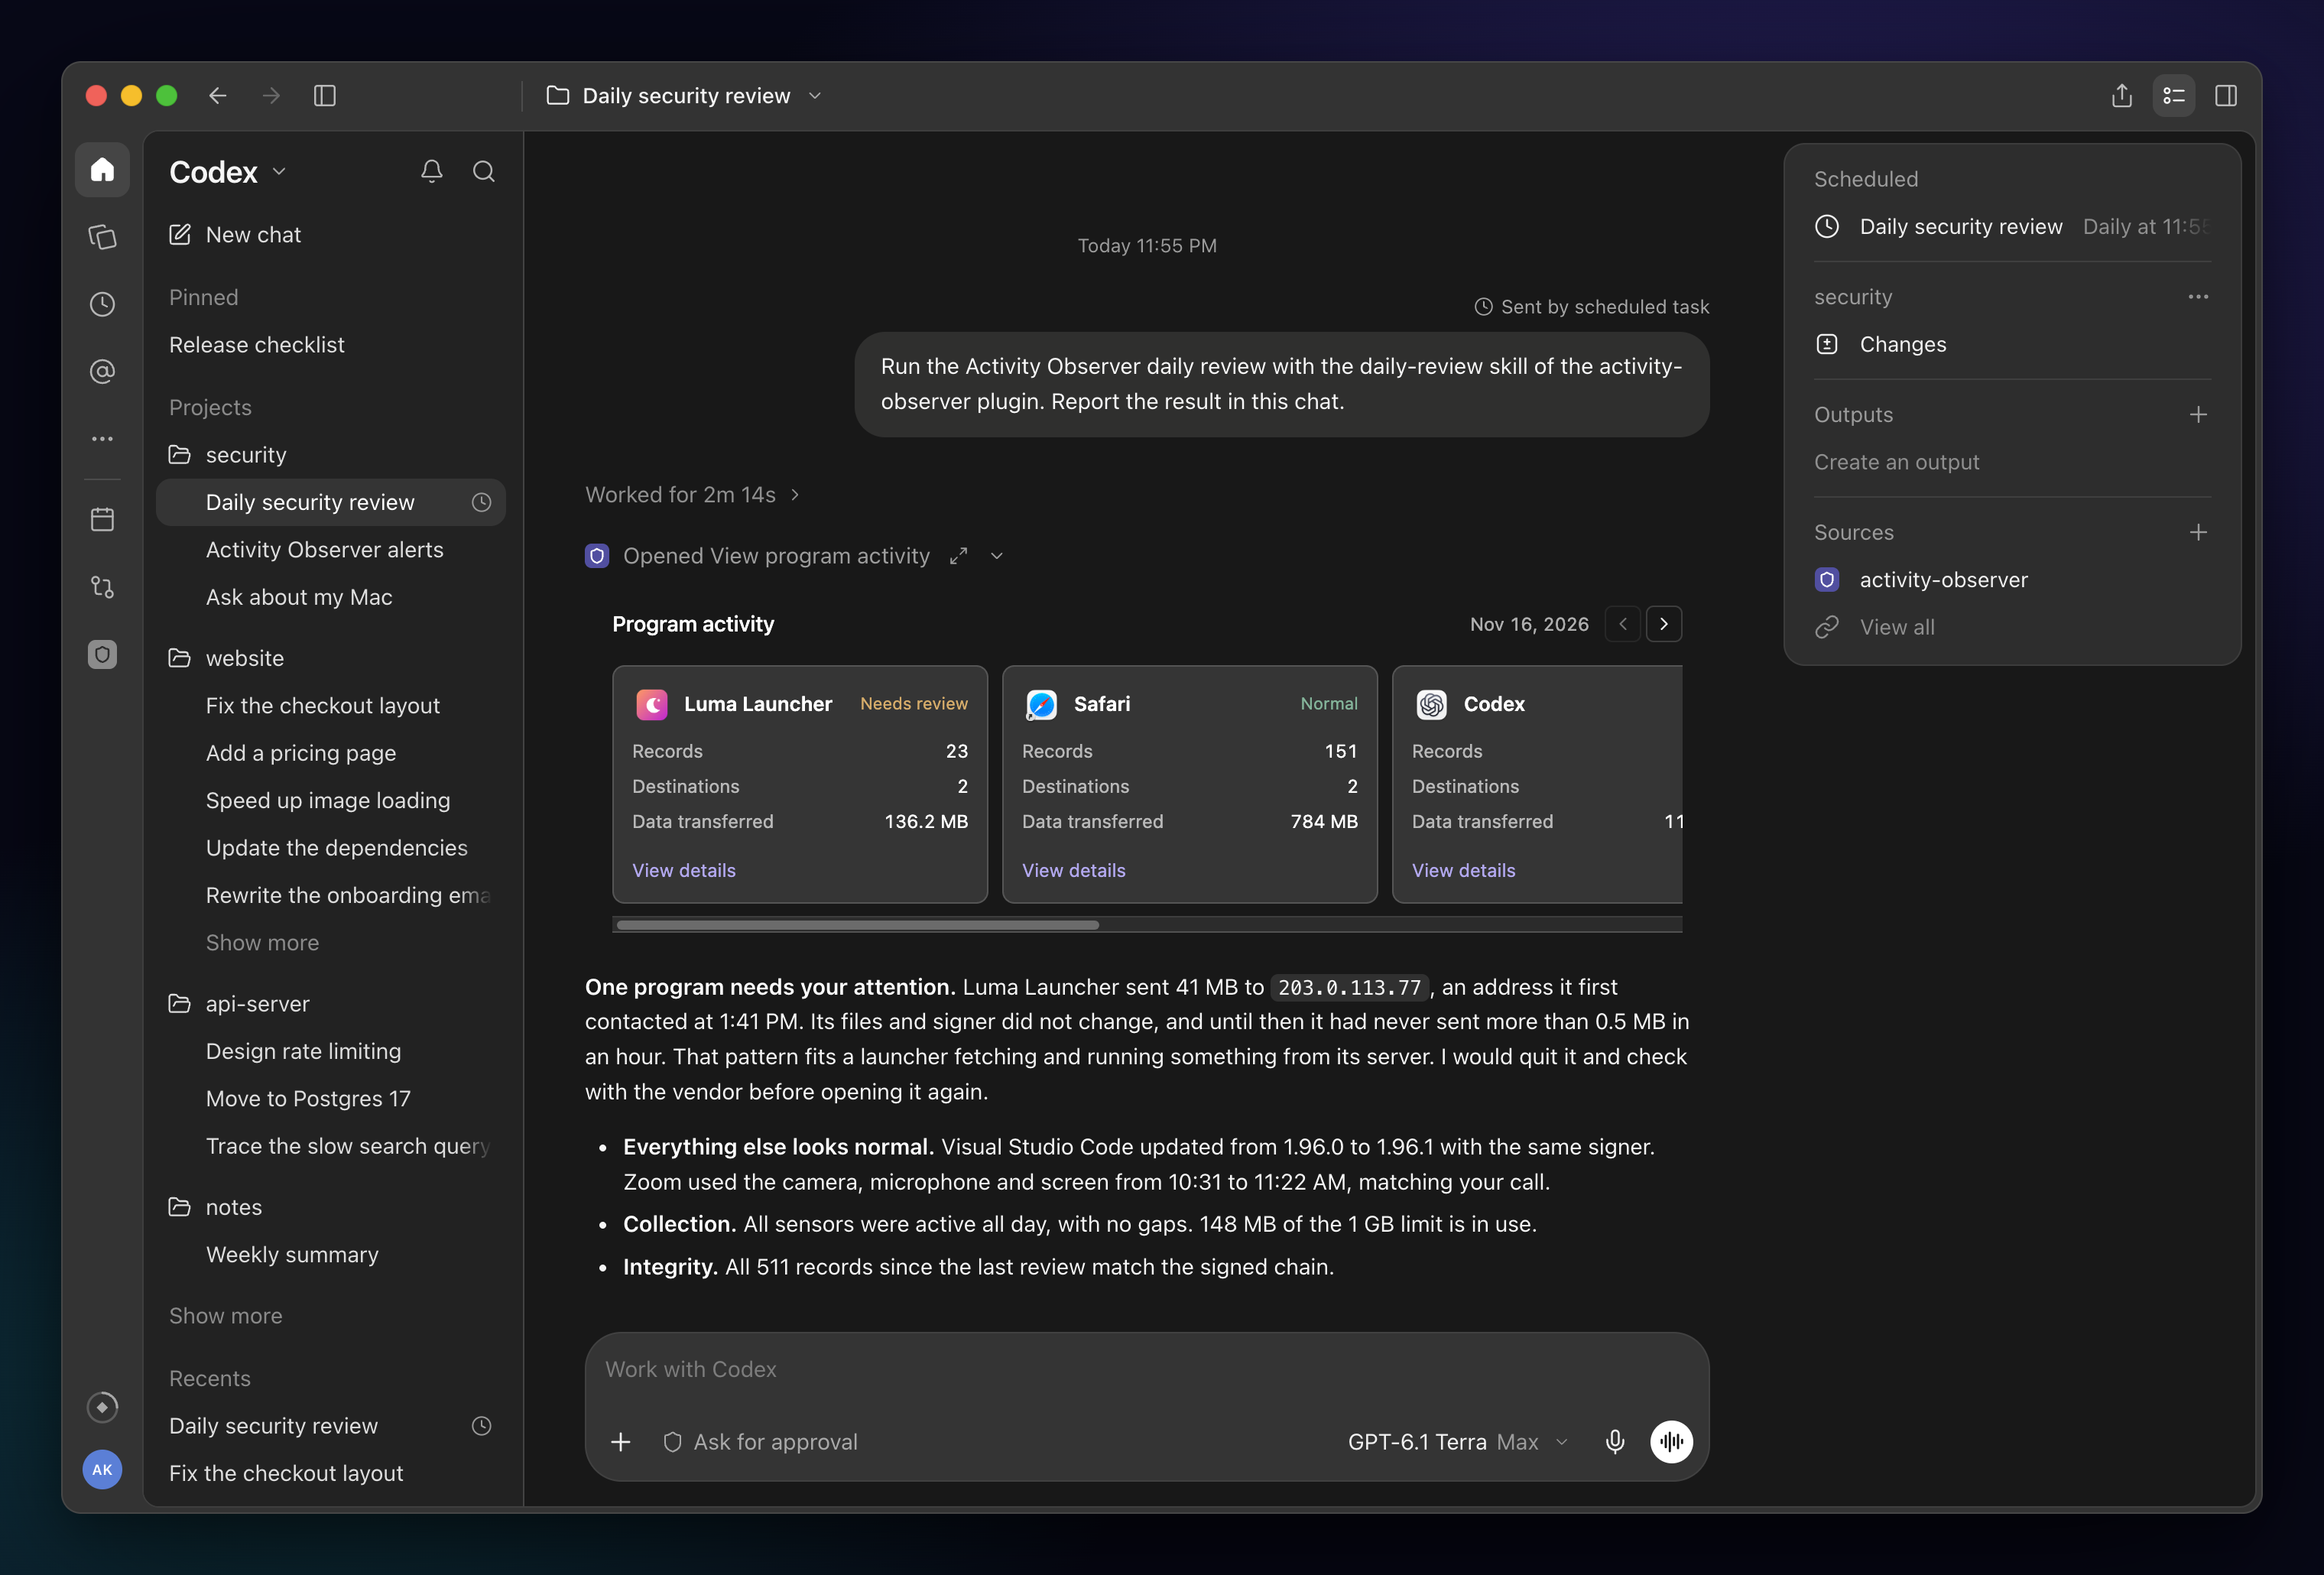 Daily security review
Codex
New chat
Pinned
Release checklist
Projects
security
Daily security review
Activity Observer alerts
Ask about my Mac
website
Fix the checkout layout
Add a pricing page
Speed up image loading
Update the dependencies
Rewrite the onboarding ema
Show more
api-server
Design rate limiting
Move to Postgres 17
Trace the slow search query
notes
Weekly summary
Show more
Recents
Daily security review
Fix the checkout layout
AK
Today 11:55 PM
Sent by scheduled task
Run the Activity Observer daily review with the daily-review skill of the activity-
observer plugin. Report the result in this chat.
Worked for 2m 14s
Opened View program activity
Program activity
Nov 16, 2026
Luma Launcher Needs review
Records 23
Destinations 2
Data transferred 136.2 MB
View details
Safari Normal
Records 151
Destinations 2
Data transferred 784 MB
View details
Codex
Records
Destinations
Data transferred 11
View details
One program needs your attention. Luma Launcher sent 41 MB to 203.0.113.77, an address it first
contacted at 1:41 PM. Its files and signer did not change, and until then it had never sent more than 0.5 MB in
an hour. That pattern fits a launcher fetching and running something from its server. I would quit it and check
with the vendor before opening it again.
• Everything else looks normal. Visual Studio Code updated from 1.96.0 to 1.96.1 with the same signer.
Zoom used the camera, microphone and screen from 10:31 to 11:22 AM, matching your call.
• Collection. All sensors were active all day, with no gaps. 148 MB of the 1 GB limit is in use.
• Integrity. All 511 records since the last review match the signed chain.
Work with Codex
Ask for approval
GPT-6.1 Terra Max
Scheduled
Daily security review Daily at 11:55
security
Changes
Outputs
Create an output
Sources
activity-observer
View all